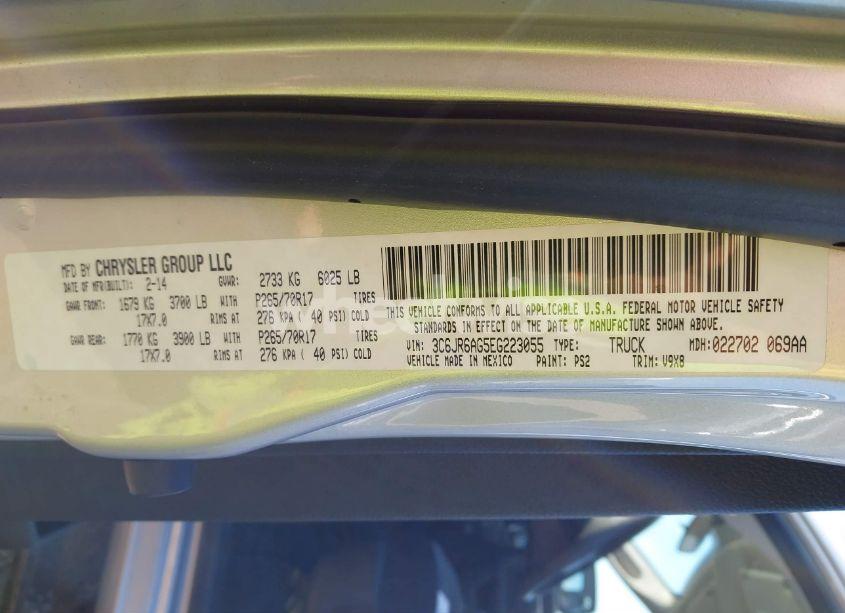 MFD BY CHRYSLER GROUP LLC
DATE OF MFR(BUILT): 2-14 GVWR: 2733 KG 6025 LB
GAWR FRONT: 1679 KG 3700 LB WITH P265/70R17 TIRES
17X7.0 RIMS AT 276 KPA ( 40 PSI) COLD
GAWR REAR: 1770 KG 3900 LB WITH P265/70R17 TIRES
17X7.0 RIMS AT 276 KPA ( 40 PSI) COLD
THIS VEHICLE CONFORMS TO ALL APPLICABLE U.S.A. FEDERAL MOTOR VEHICLE SAFETY
STANDARDS IN EFFECT ON THE DATE OF MANUFACTURE SHOWN ABOVE.
VIN: 3C6JR6AG5EG223055 TYPE: TRUCK MDH: 022702 069AA
VEHICLE MADE IN MEXICO PAINT: PS2 TRIM: V9X8